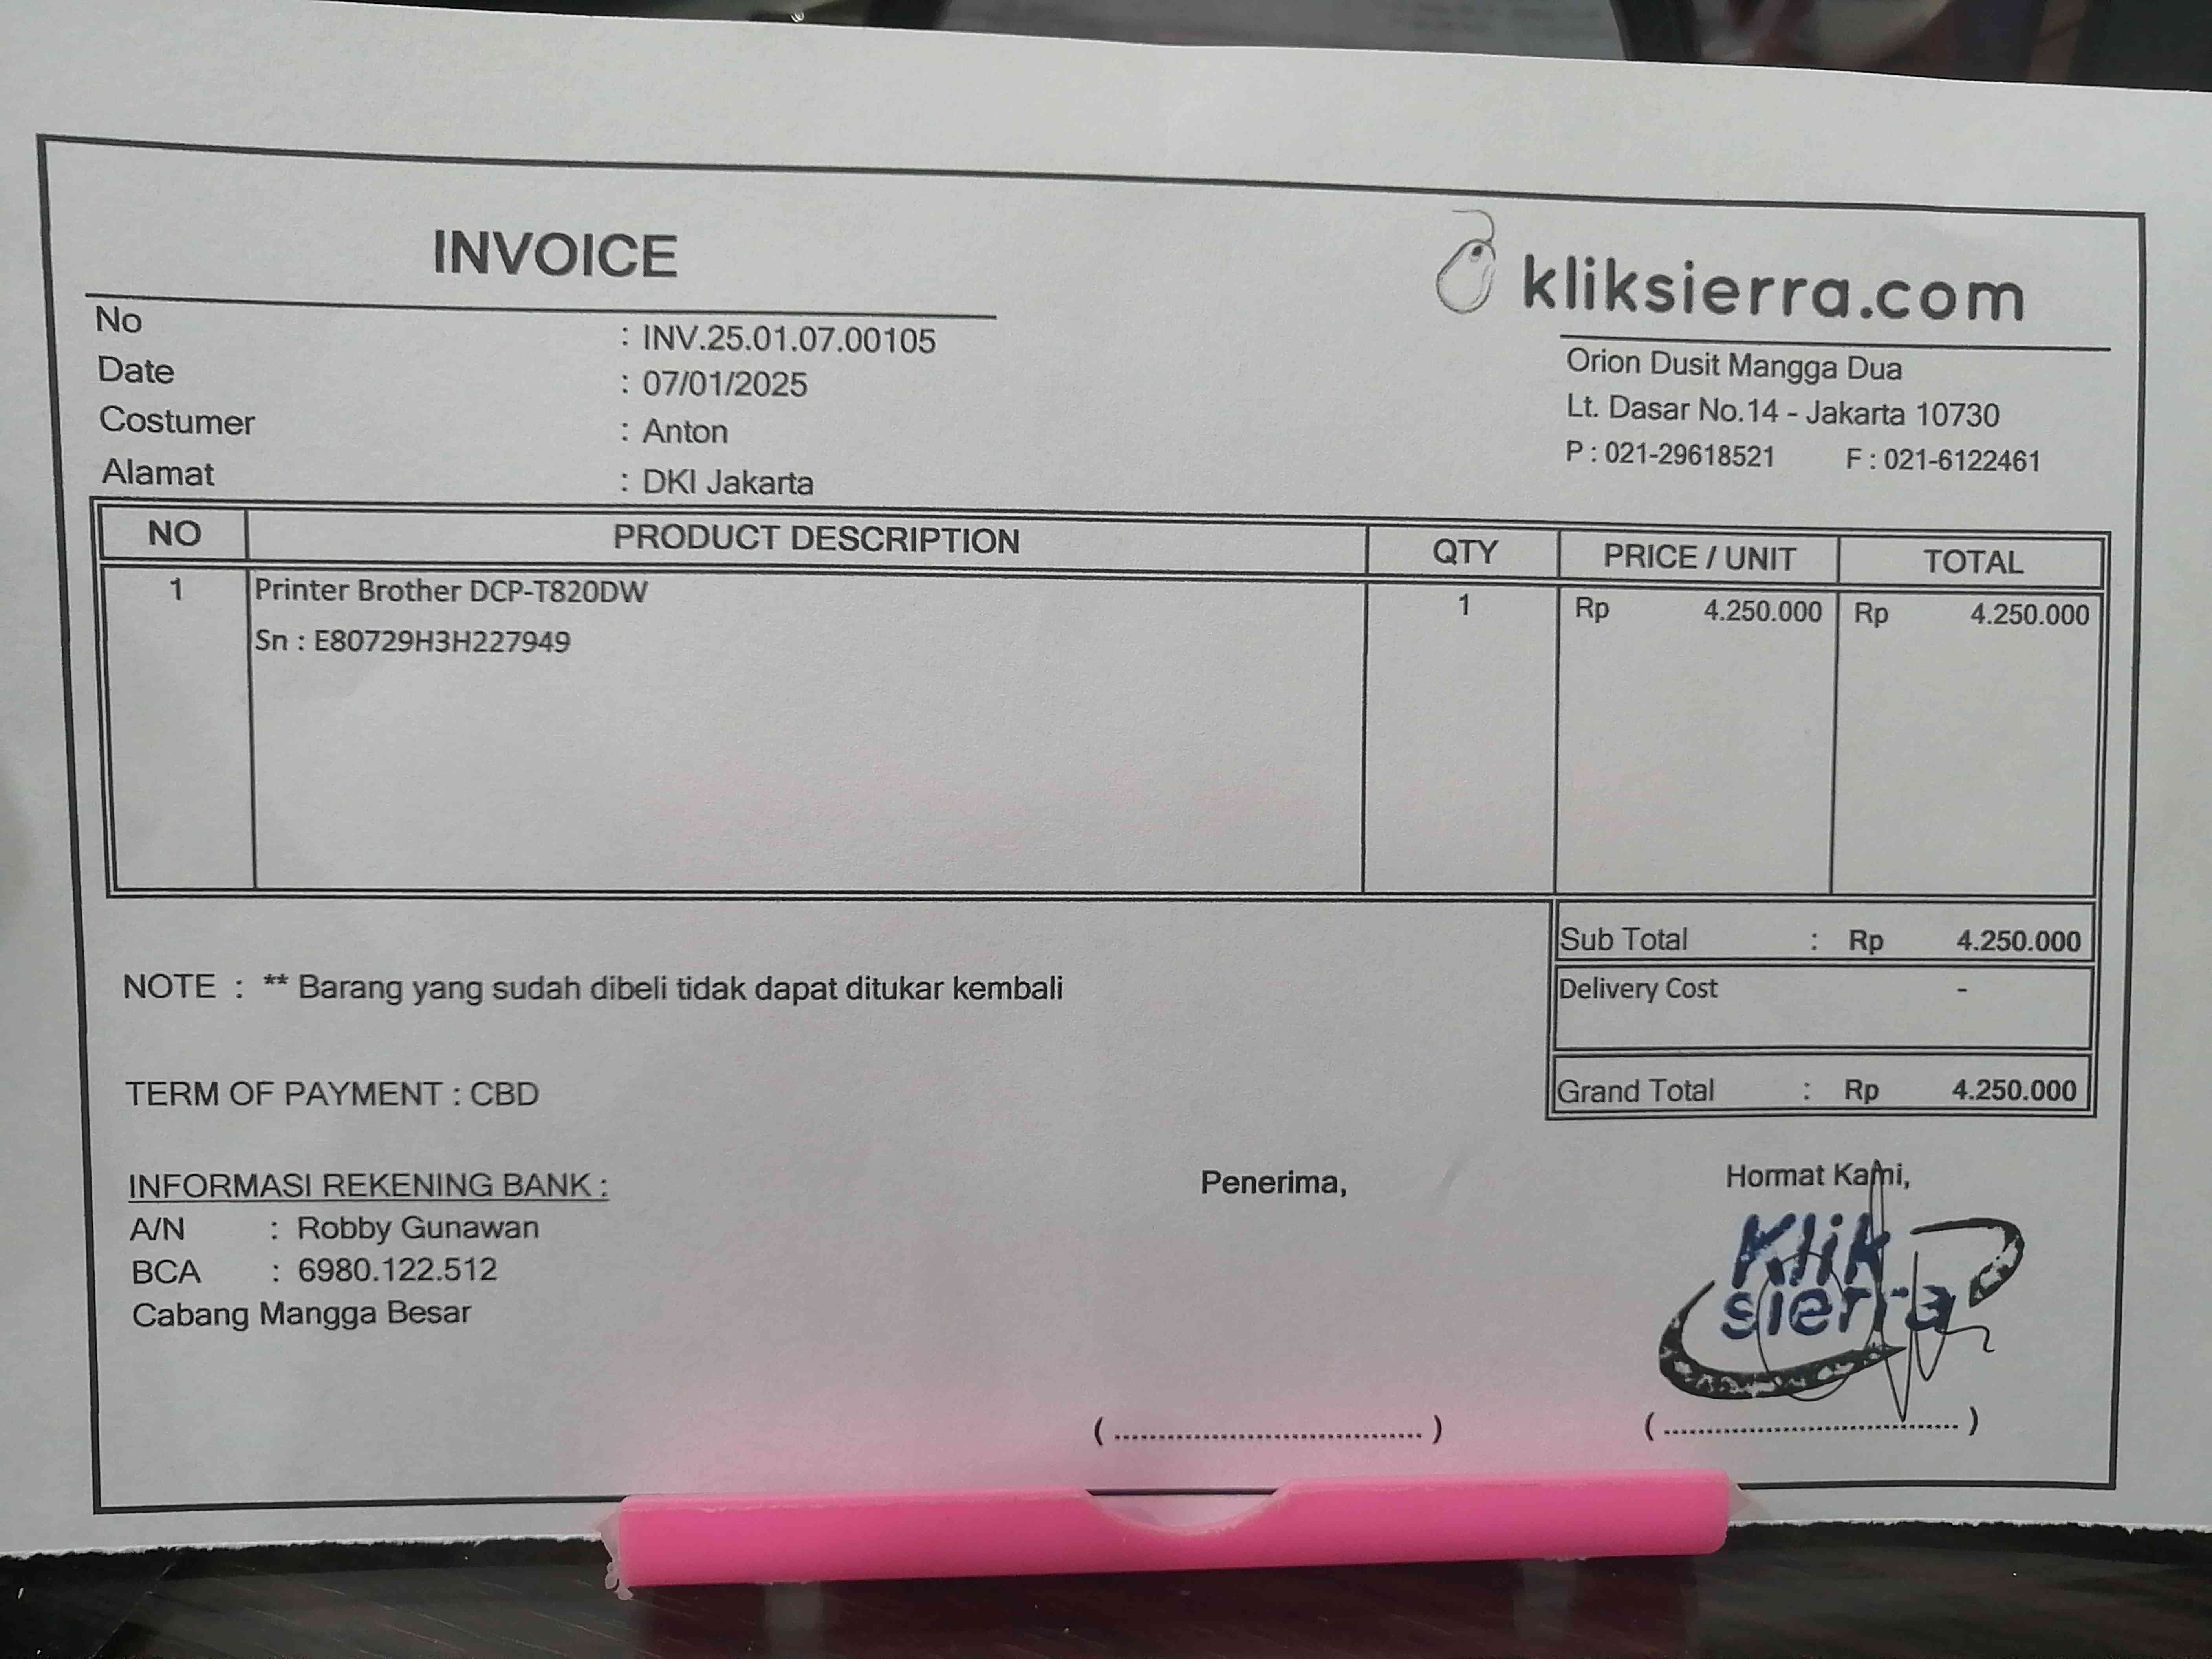 INVOICE
kliksierra.com
No : INV.25.01.07.00105
Date : 07/01/2025
Costumer : Anton
Alamat : DKI Jakarta
Orion Dusit Mangga Dua
Lt. Dasar No.14 - Jakarta 10730
P : 021-29618521 F : 021-6122461
NO PRODUCT DESCRIPTION QTY PRICE / UNIT TOTAL
1 Printer Brother DCP-T820DW 1 Rp 4.250.000 Rp 4.250.000
Sn : E80729H3H227949
Sub Total : Rp 4.250.000
NOTE : ** Barang yang sudah dibeli tidak dapat ditukar kembali
Delivery Cost -
TERM OF PAYMENT : CBD
Grand Total : Rp 4.250.000
INFORMASI REKENING BANK :
A/N : Robby Gunawan
BCA : 6980.122.512
Cabang Mangga Besar
Penerima,
Hormat Kami,
Klik
sierra
( ........................................ )
( ........................................ )